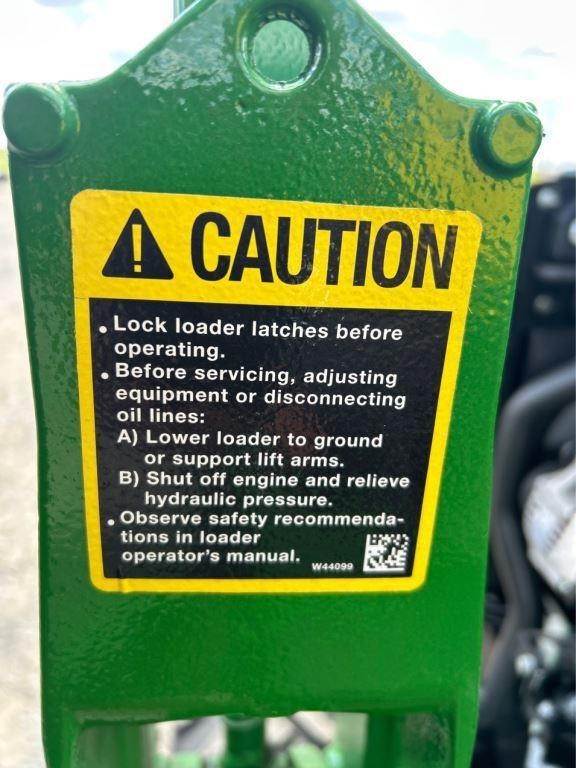 CAUTION
• Lock loader latches before
operating.
• Before servicing, adjusting
equipment or disconnecting
oil lines:
A) Lower loader to ground
or support lift arms.
B) Shut off engine and relieve
hydraulic pressure.
• Observe safety recommenda-
tions in loader
operator's manual. W44099